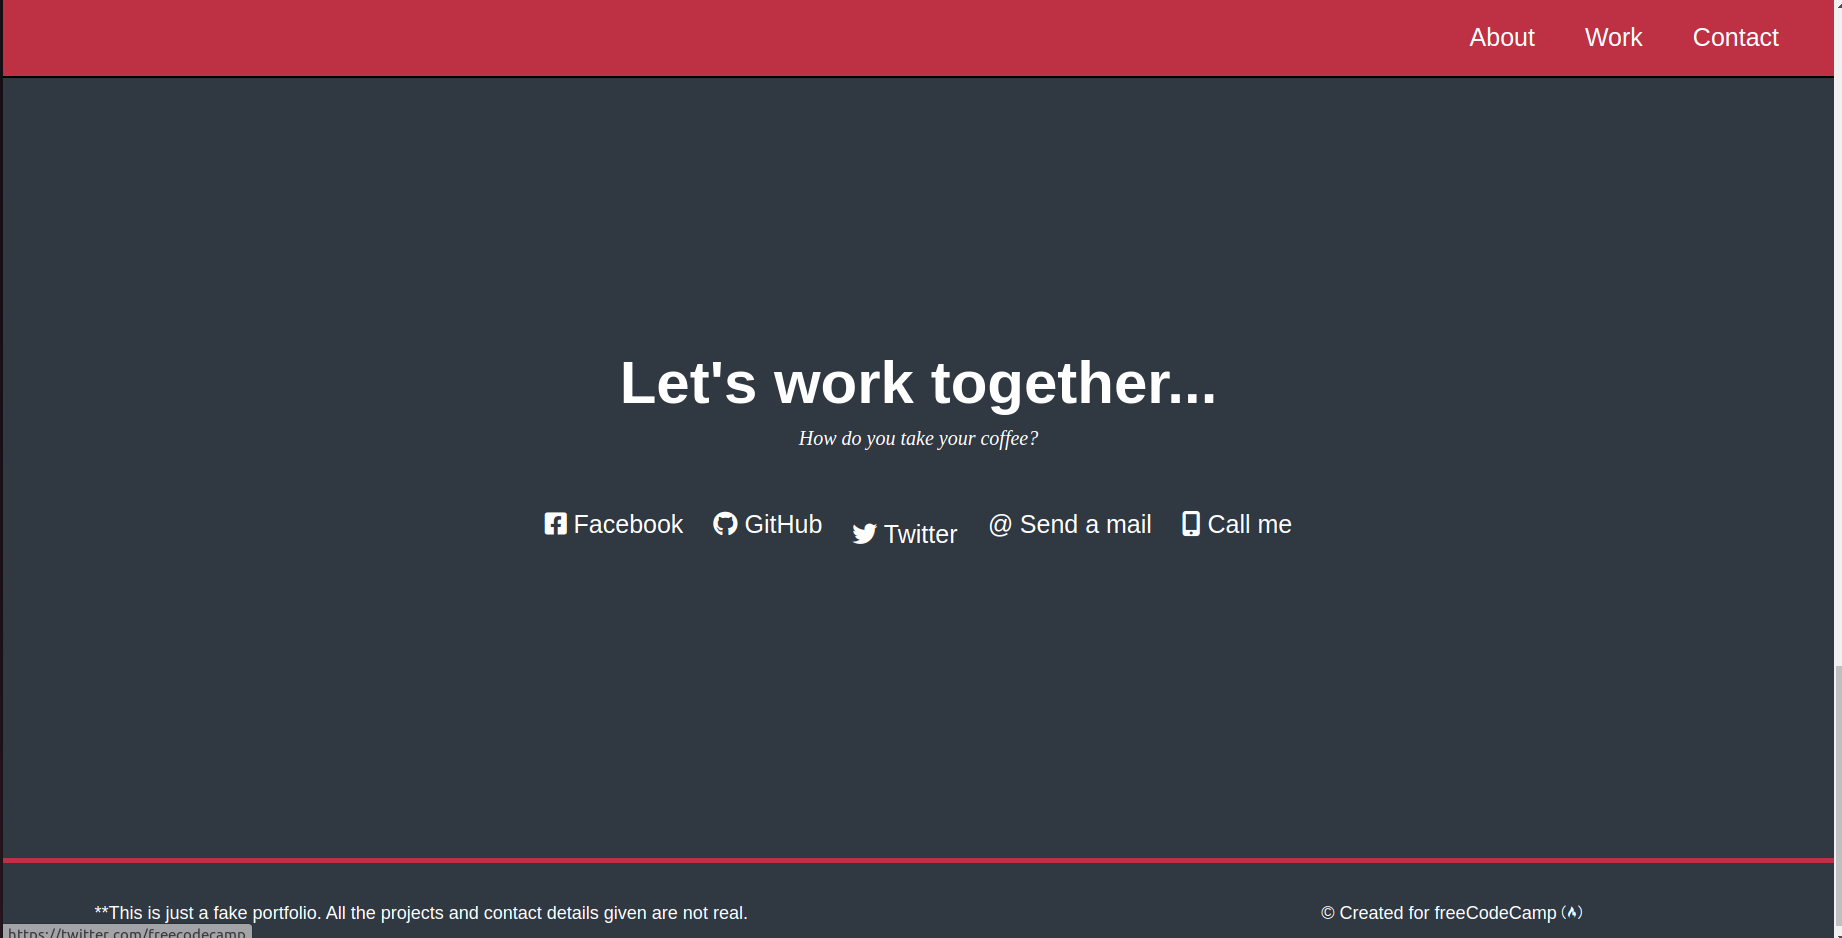 About Work Contact
Let's work together...
How do you take your coffee?
Facebook GitHub Twitter @ Send a mail Call me
**This is just a fake portfolio. All the projects and contact details given are not real.
© Created for freeCodeCamp
https://twitter.com/freecodecamp